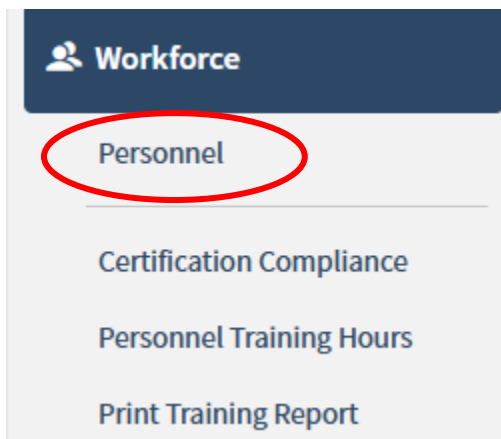 Workforce
Personnel
Certification Compliance
Personnel Training Hours
Print Training Report